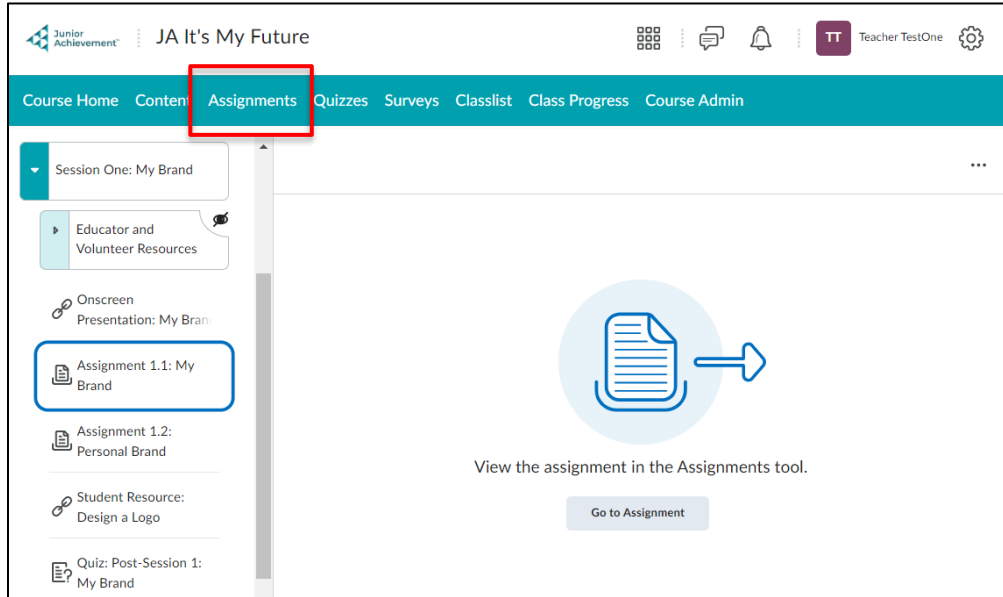 Junior
Achievement™
JA It's My Future
TT
Teacher TestOne
Course Home Content Assignments Quizzes Surveys Classlist Class Progress Course Admin
Session One: My Brand
Educator and
Volunteer Resources
Onscreen
Presentation: My Bran
Assignment 1.1: My
Brand
Assignment 1.2:
Personal Brand
Student Resource:
Design a Logo
Quiz: Post-Session 1:
My Brand
View the assignment in the Assignments tool.
Go to Assignment